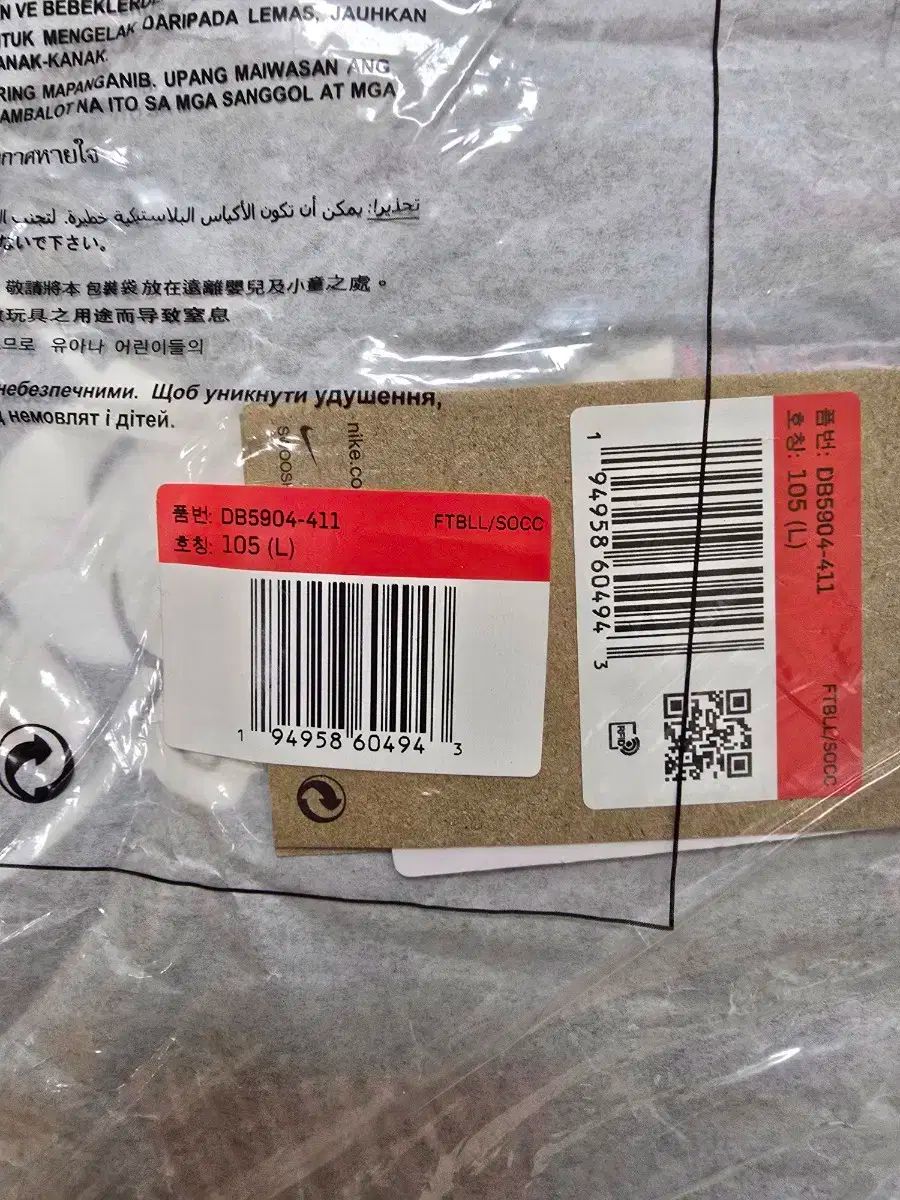 N VE BEBEKLERD
TUK MENGELAK DARIPADA LEMAS, JAUHKAN
ANAK-KANAK.
RING MAPANGANIB. UPANG MAIWASAN ANG
AMBALOT NA ITO SA MGA SANGGOL AT MGA
กาศหายใจ
تحذير: يمكن أن تكون الأكياس البلاستيكية خطيرة. لتجنب
ないで下さい。
敬請將本包裝袋放在遠離嬰兒及小童之處。
玩具之用途而导致窒息
므로 유아나 어린이들의
небезпечними. Щоб уникнути удушення,
немовлят і дітей.
nike.co
swoosh
품번: DB5904-411 FTBLL/SOCC
호칭: 105 (L)
1 94958 60494 3
품번: DB5904-411 FTBLL/SOCC
호칭: 105 (L)
1 94958 60494 3
RFID